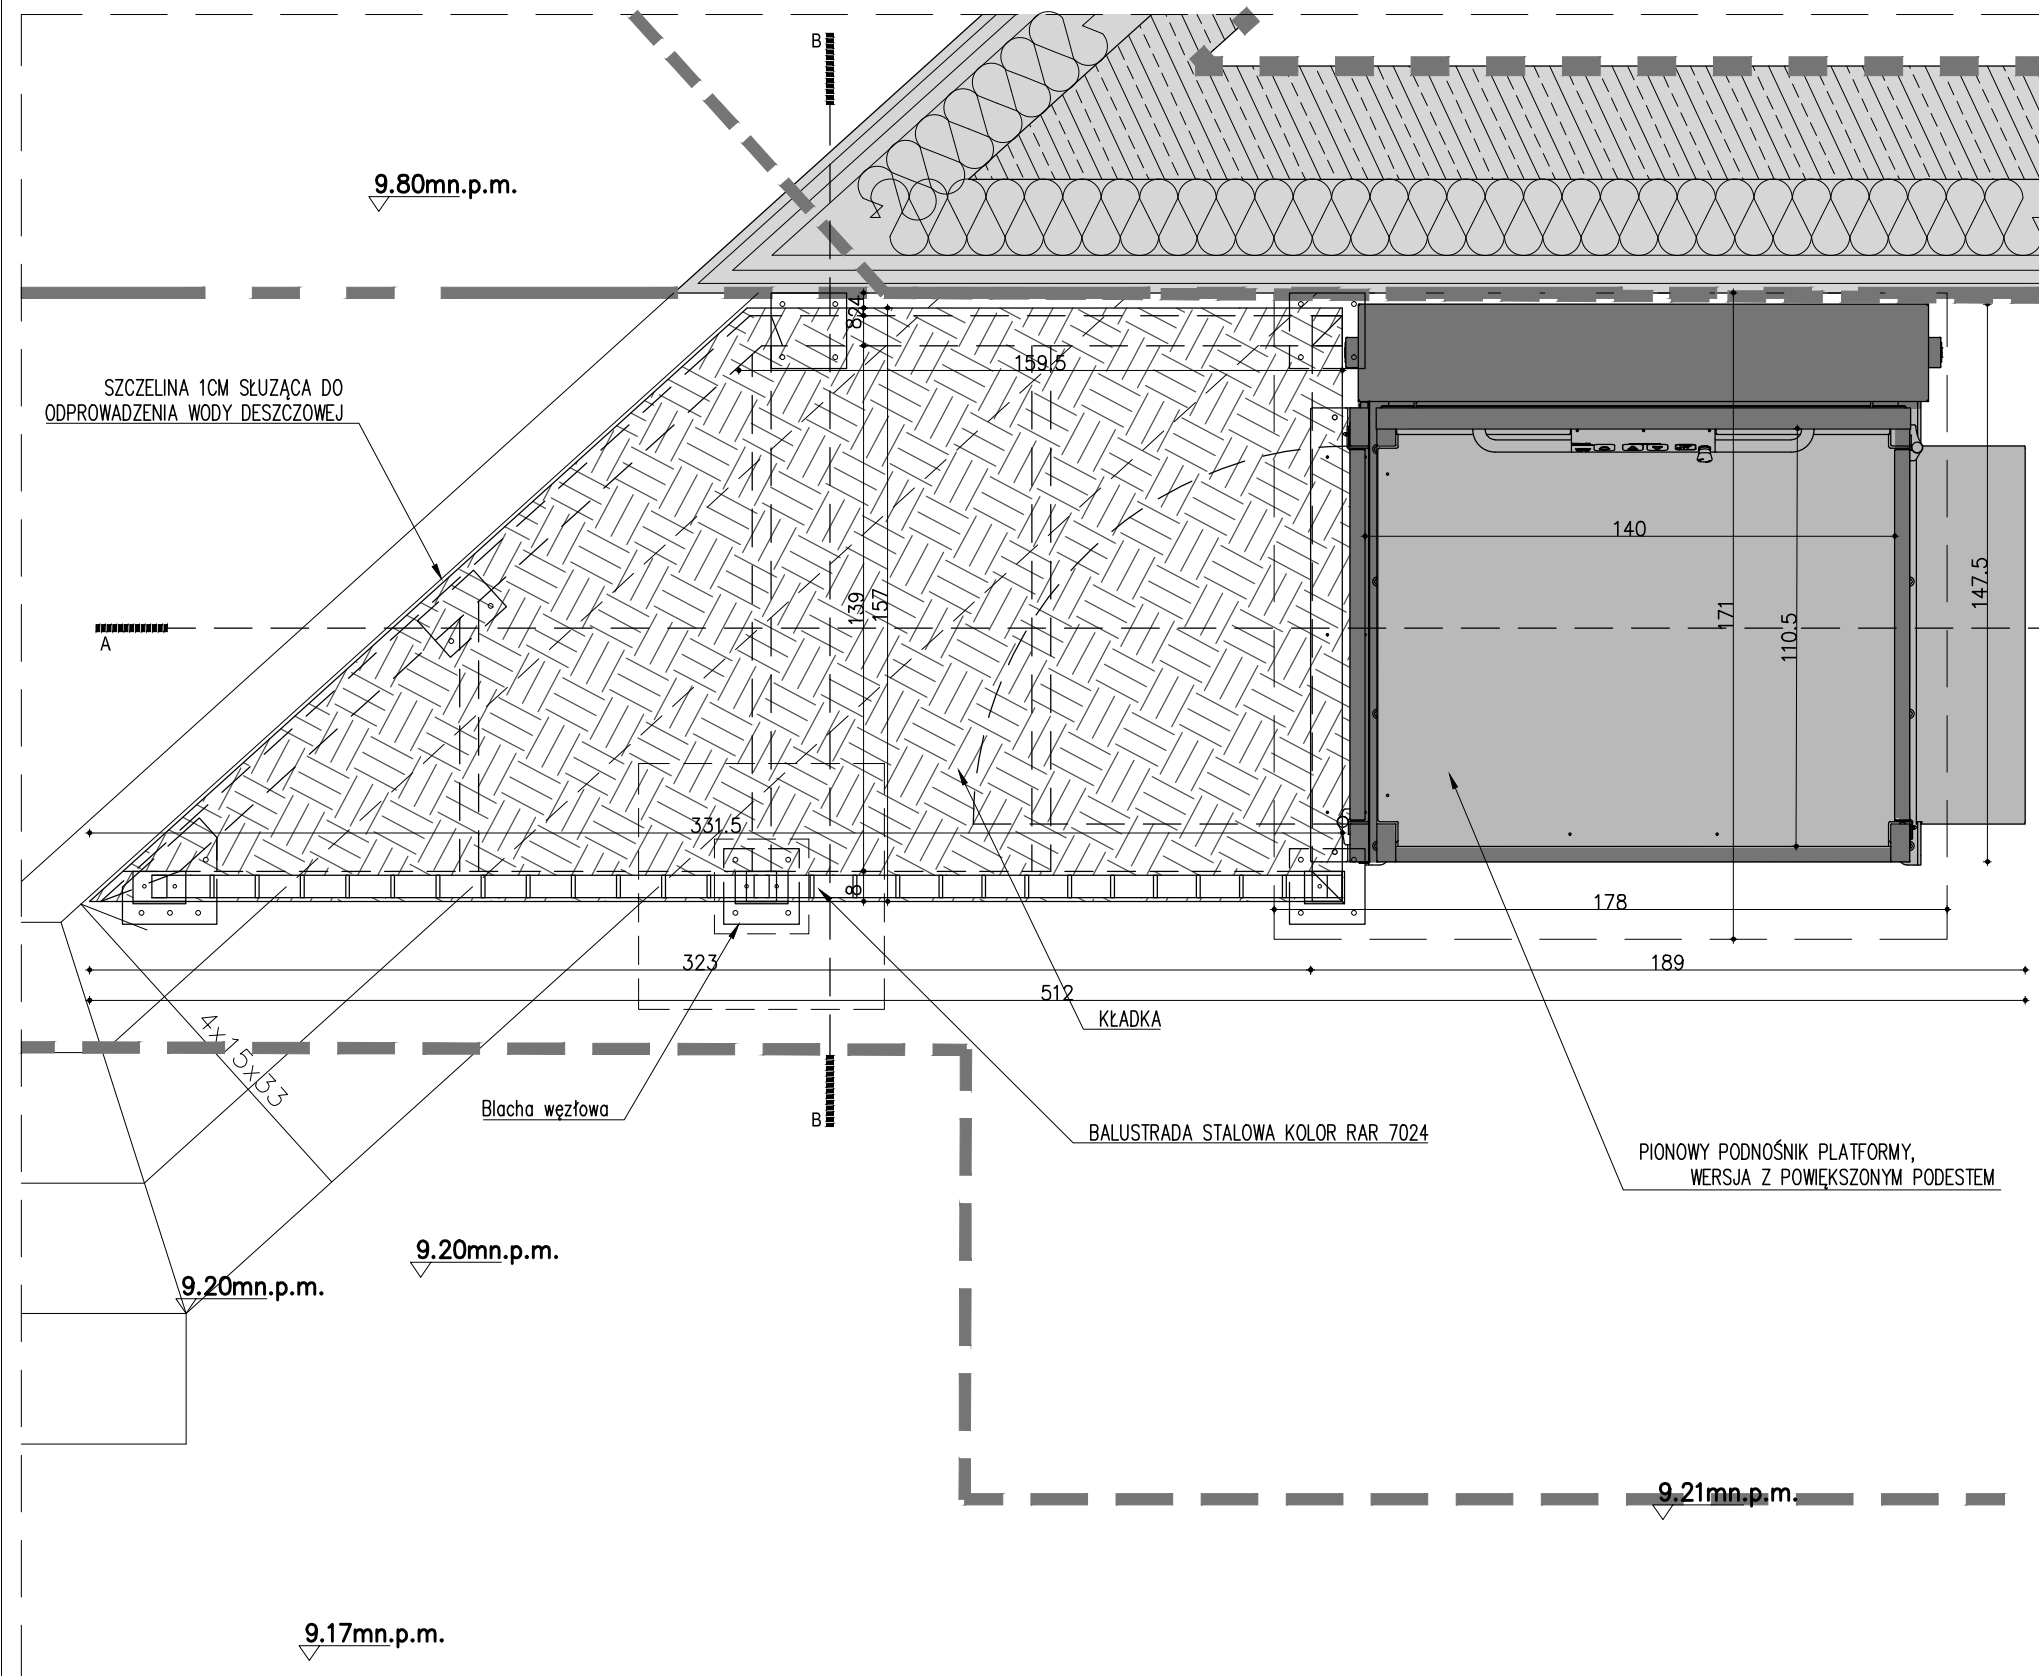 B
9.80mn.p.m.
824
159.5
SZCZELINA 1CM SŁUZĄCA DO
ODPROWADZENIA WODY DESZCZOWEJ
140
147.5
139
157
171
110.5
A
331.5
8
178
323
189
512
KŁADKA
4x15x33
Blacha węzłowa
B
BALUSTRADA STALOWA KOLOR RAR 7024
PIONOWY PODNOŚNIK PLATFORMY,
WERSJA Z POWIĘKSZONYM PODESTEM
9.20mn.p.m.
9.20mn.p.m.
9.21mn.p.m.
9.17mn.p.m.